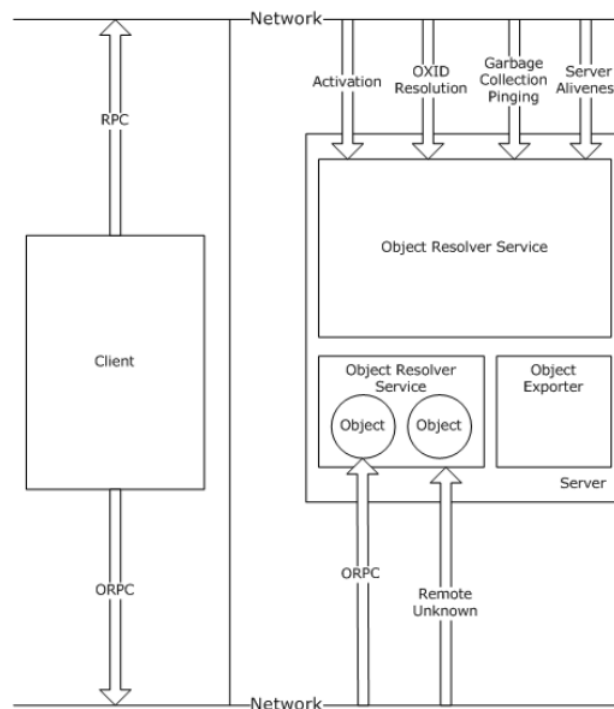 Network
Activation
OXID
Resolution
Garbage
Collection
Pinging
Server
Alivenes
RPC
Object Resolver Service
Client
Object Resolver
Service
Object
Object
Object
Exporter
Server
ORPC
ORPC
Remote
Unknown
Network